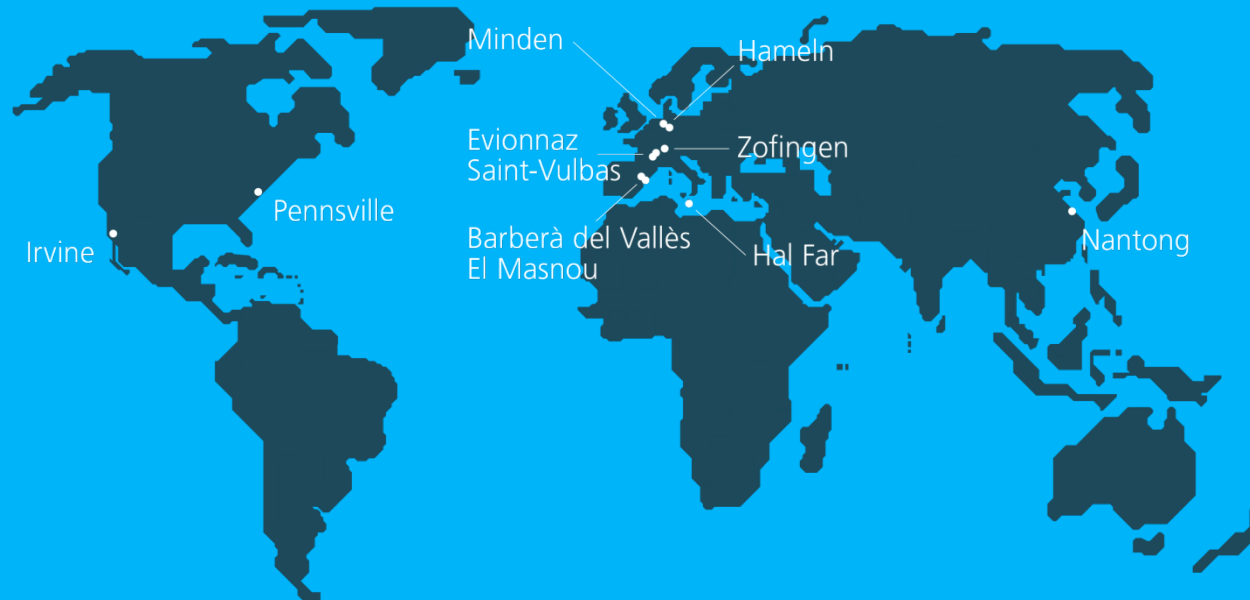 Minden
Hameln
Evionnaz
Saint-Vulbas
Zofingen
Pennsville
Irvine
Barberà del Vallès
El Masnou
Hal Far
Nantong